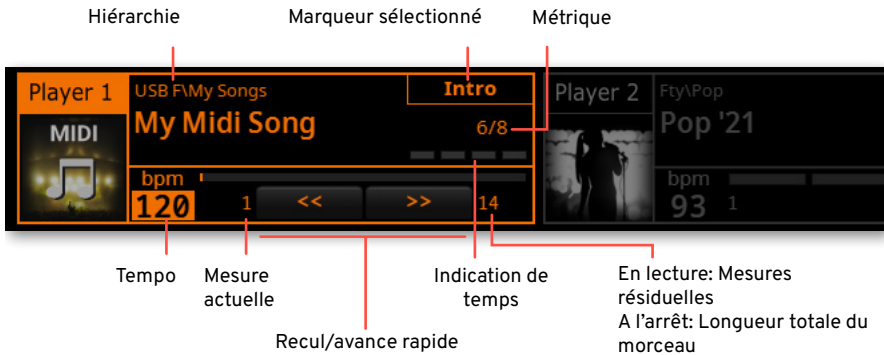 Hiérarchie
Marqueur sélectionné
Métrique
Player 1
USB F\My Songs
Intro
MIDI
My Midi Song
6/8
bpm
120
1
<<
>>
14
Player 2
Fty\Pop
Pop '21
bpm
93
1
Tempo
Mesure
actuelle
Recul/avance rapide
Indication de
temps
En lecture: Mesures
résiduelles
A l'arrêt: Longueur totale du
morceau